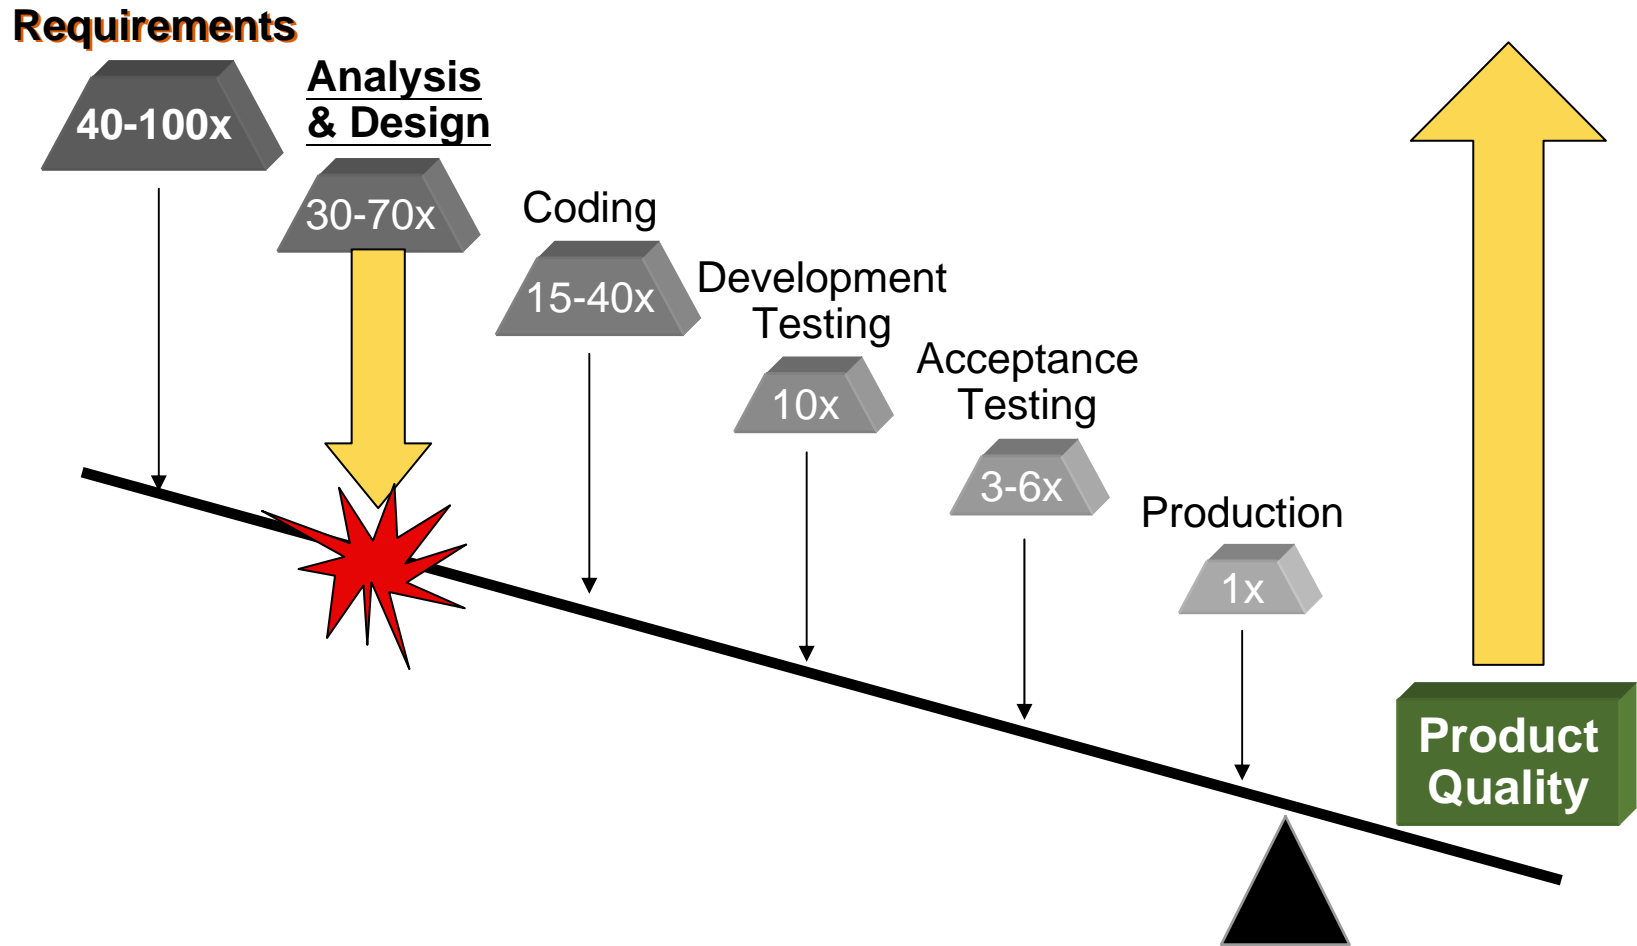 Requirements
40-100x
Analysis
& Design
30-70x
Coding
15-40x
Development
Testing
10x
Acceptance
Testing
3-6x
Production
1x
Product
Quality